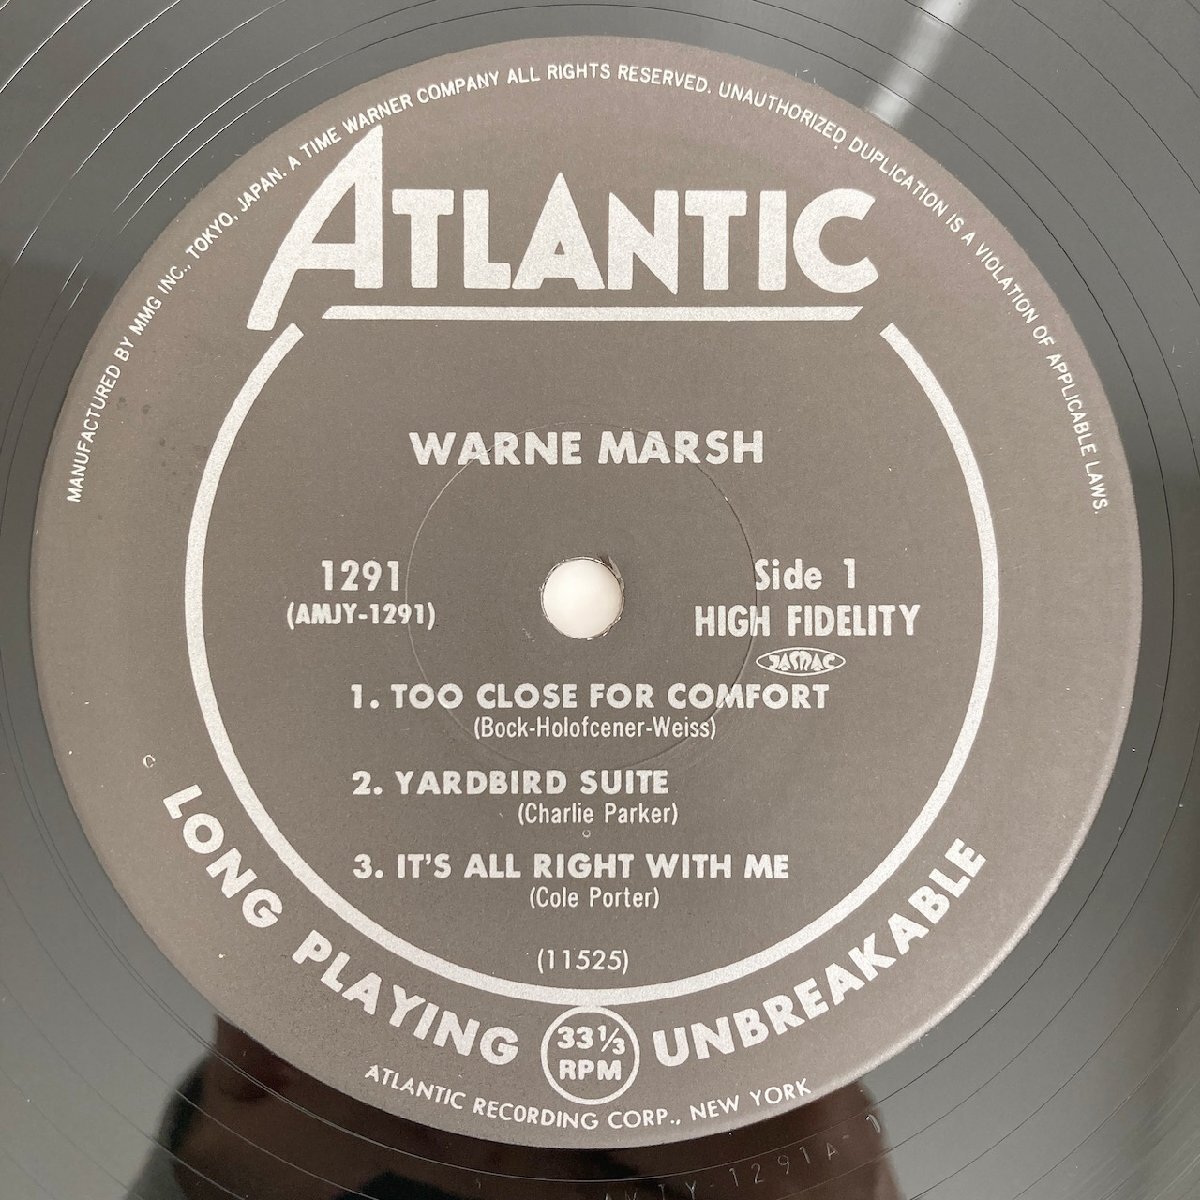 MANUFACTURED BY MMG INC., TOKYO, JAPAN. A TIME WARNER COMPANY ALL RIGHTS RESERVED. UNAUTHORIZED DUPLICATION IS A VIOLATION OF APPLICABLE LAWS.
ATLANTIC
WARNE MARSH
1291
(AMJY-1291)
Side 1
HIGH FIDELITY
JASRAC
1. TOO CLOSE FOR COMFORT
(Bock-Holofcener-Weiss)
2. YARDBIRD SUITE
(Charlie Parker)
3. IT'S ALL RIGHT WITH ME
(Cole Porter)
(11525)
LONG PLAYING
33⅓
RPM
UNBREAKABLE
ATLANTIC RECORDING CORP., NEW YORK